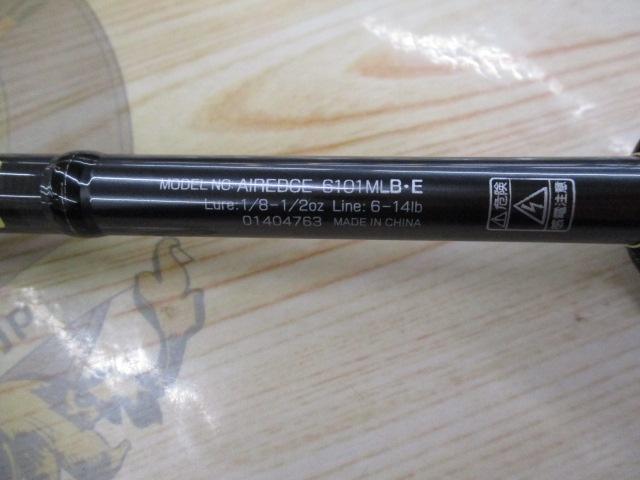 MODEL NO. AIREDGE 6101MLB・E
Lure:1/8-1/2oz Line: 6-14lb
01404763 MADE IN CHINA
危険
感電注意